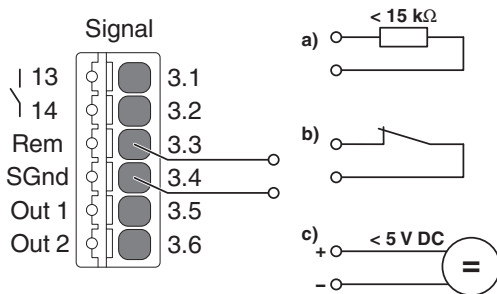 Signal
13 3.1
14 3.2
Rem 3.3
SGnd 3.4
Out 1 3.5
Out 2 3.6
a) < 15 kΩ
b)
c) + < 5 V DC =
–